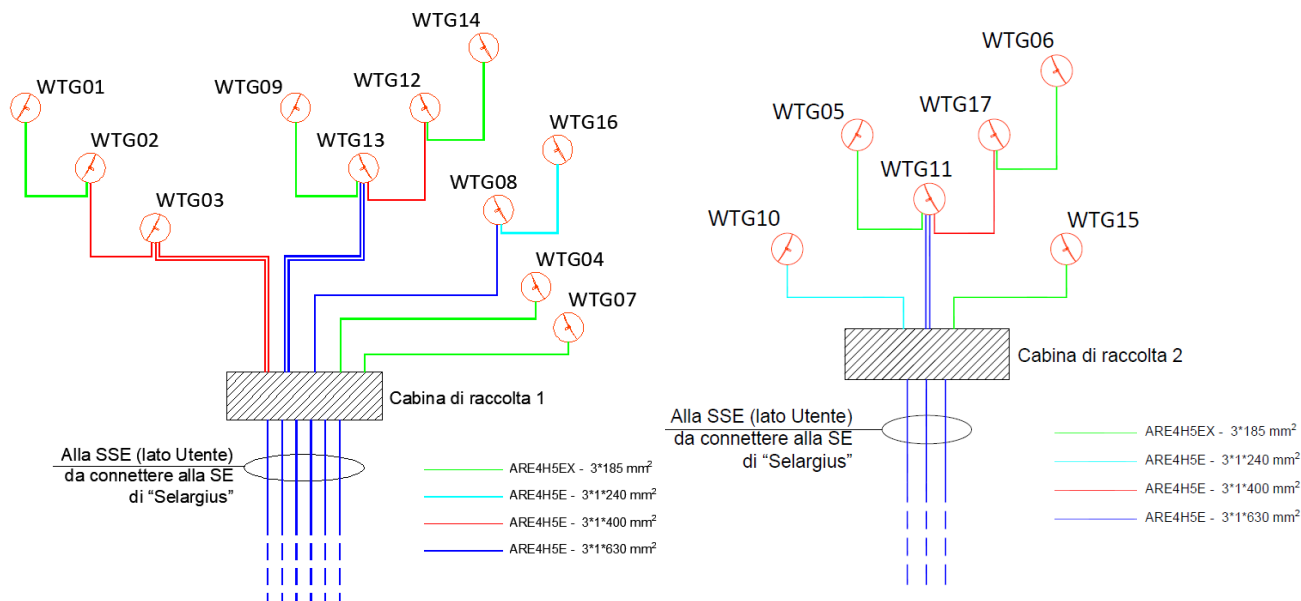 WTG14
WTG01
WTG09
WTG12
WTG02
WTG13
WTG16
WTG03
WTG08
WTG04
WTG07
Cabina di raccolta 1
Alla SSE (lato Utente)
da connettere alla SE
di “Selargius”
ARE4H5EX - 3*185 mm²
ARE4H5E - 3*1*240 mm²
ARE4H5E - 3*1*400 mm²
ARE4H5E - 3*1*630 mm²
WTG06
WTG05
WTG17
WTG11
WTG10
WTG15
Cabina di raccolta 2
Alla SSE (lato Utente)
da connettere alla SE
di “Selargius”
ARE4H5EX - 3*185 mm²
ARE4H5E - 3*1*240 mm²
ARE4H5E - 3*1*400 mm²
ARE4H5E - 3*1*630 mm²